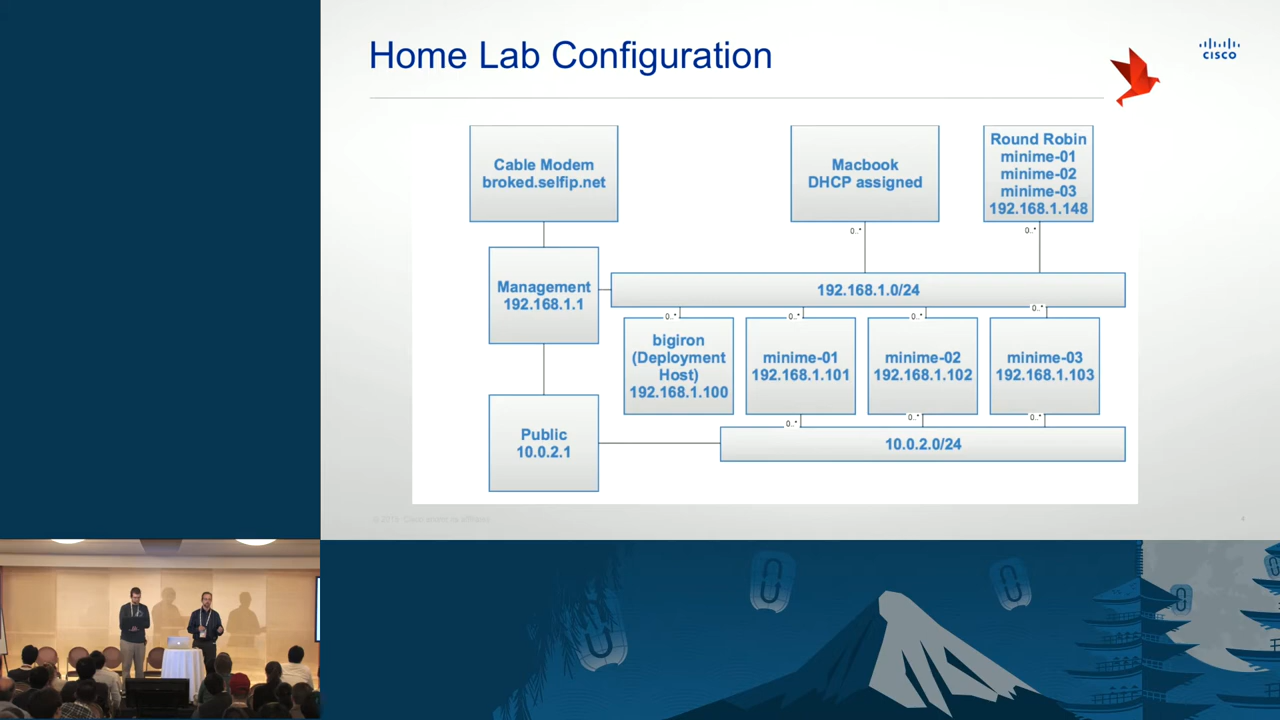 Home Lab Configuration
CISCO
Cable Modem
broked.selfip.net
Macbook
DHCP assigned
Round Robin
minime-01
minime-02
minime-03
192.168.1.148
0..*
0..*
Management
192.168.1.1
192.168.1.0/24
0..*
0..*
0..*
0..*
bigiron
(Deployment
Host)
192.168.1.100
minime-01
192.168.1.101
minime-02
192.168.1.102
minime-03
192.168.1.103
0..*
0..*
0..*
Public
10.0.2.1
10.0.2.0/24
4